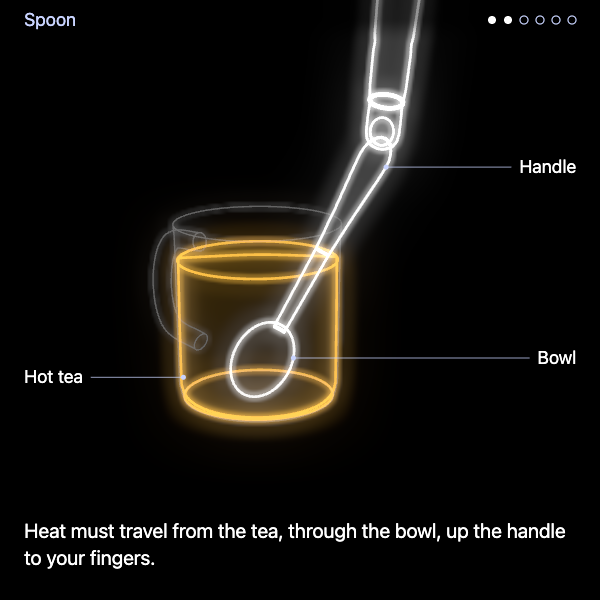 Spoon
Handle
Bowl
Hot tea
Heat must travel from the tea, through the bowl, up the handle
to your fingers.